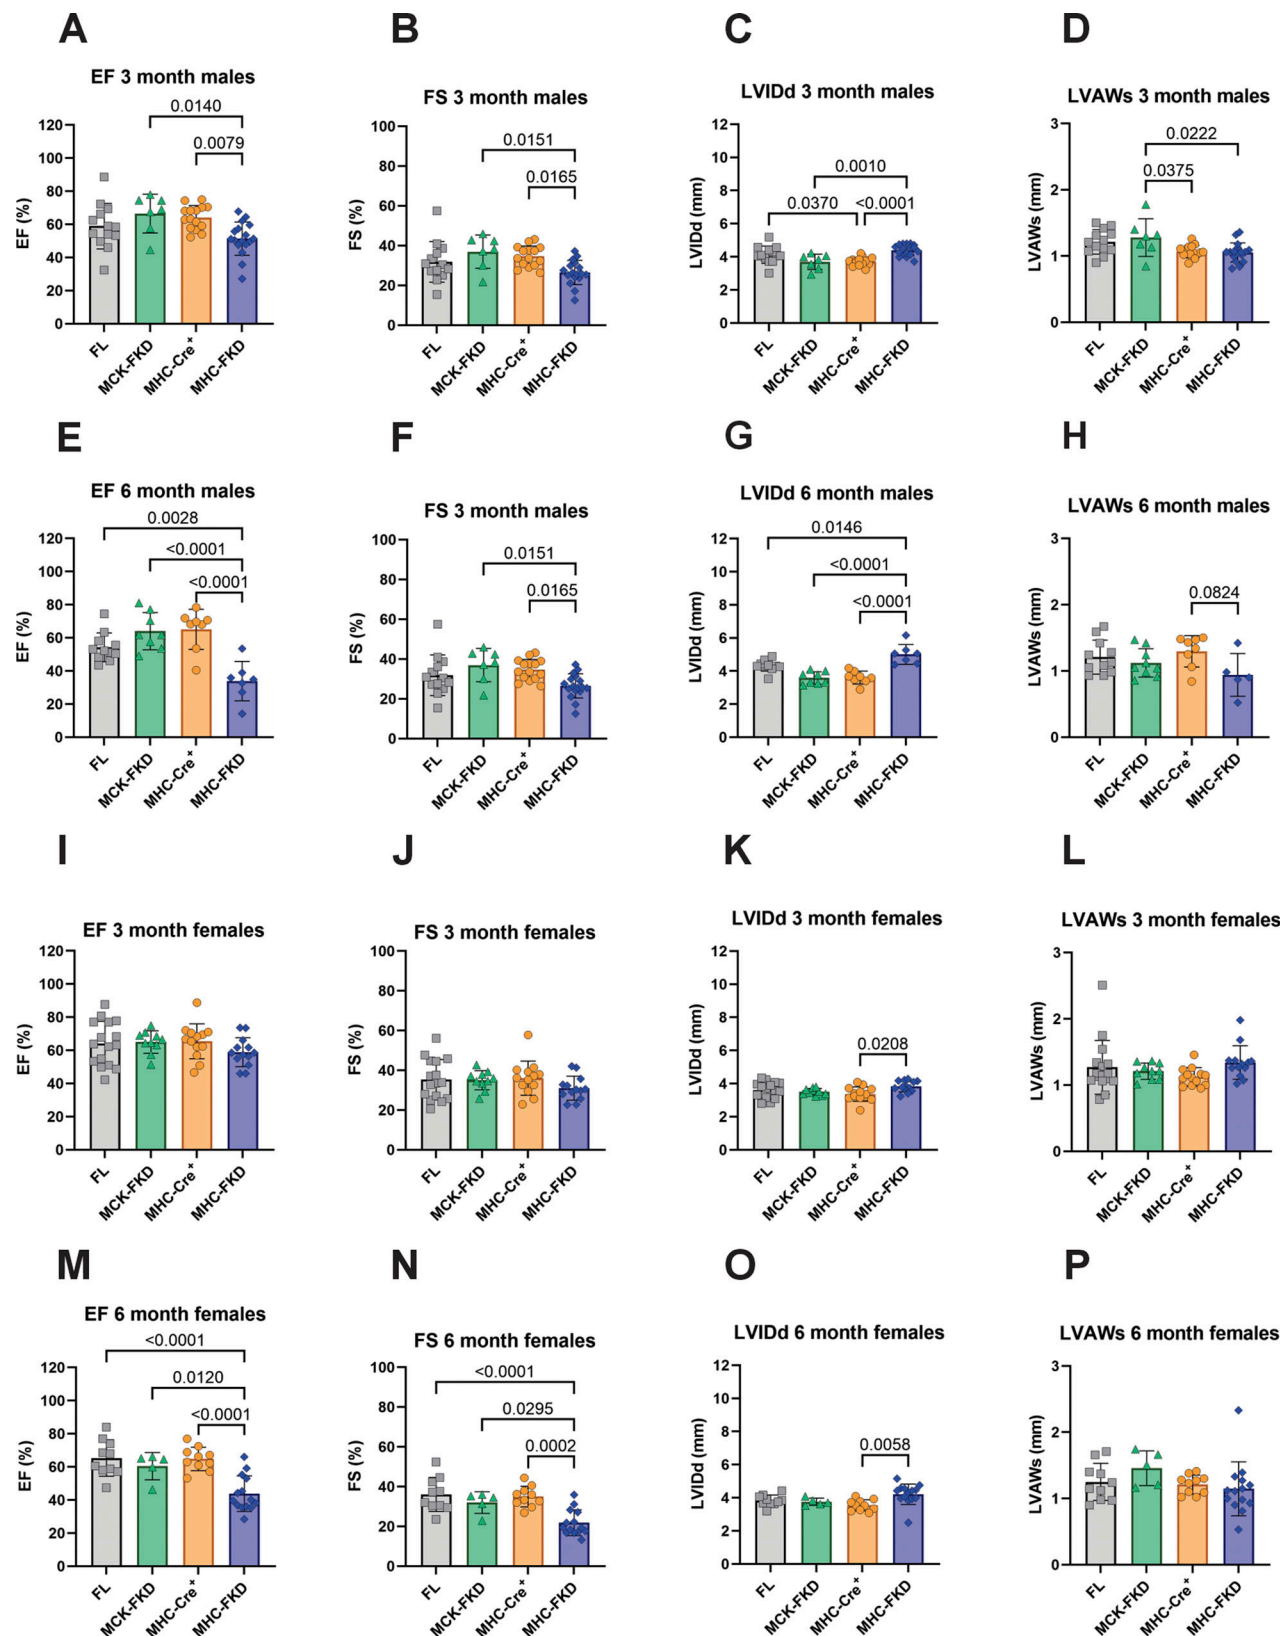 A
EF 3 month males
0.0140
0.0079
120
100
80
60
40
20
0
EF (%)
FL
MCK-FKD
MHC-Cre+
MHC-FKD
B
FS 3 month males
0.0151
0.0165
100
80
60
40
20
0
FS (%)
FL
MCK-FKD
MHC-Cre+
MHC-FKD
C
LVIDd 3 month males
0.0010
0.0370
<0.0001
12
10
8
6
4
2
0
LVIDd (mm)
FL
MCK-FKD
MHC-Cre+
MHC-FKD
D
LVAWs 3 month males
0.0222
0.0375
3
2
1
0
LVAWs (mm)
FL
MCK-FKD
MHC-Cre+
MHC-FKD
E
EF 6 month males
0.0028
<0.0001
<0.0001
120
100
80
60
40
20
0
EF (%)
FL
MCK-FKD
MHC-Cre+
MHC-FKD
F
FS 3 month males
0.0151
0.0165
100
80
60
40
20
0
FS (%)
FL
MCK-FKD
MHC-Cre+
MHC-FKD
G
LVIDd 6 month males
0.0146
<0.0001
<0.0001
12
10
8
6
4
2
0
LVIDd (mm)
FL
MCK-FKD
MHC-Cre+
MHC-FKD
H
LVAWs 6 month males
0.0824
3
2
1
0
LVAWs (mm)
FL
MCK-FKD
MHC-Cre+
MHC-FKD
I
EF 3 month females
120
100
80
60
40
20
0
EF (%)
FL
MCK-FKD
MHC-Cre+
MHC-FKD
J
FS 3 month females
100
80
60
40
20
0
FS (%)
FL
MCK-FKD
MHC-Cre+
MHC-FKD
K
LVIDd 3 month females
0.0208
12
10
8
6
4
2
0
LVIDd (mm)
FL
MCK-FKD
MHC-Cre+
MHC-FKD
L
LVAWs 3 month females
3
2
1
0
LVAWs (mm)
FL
MCK-FKD
MHC-Cre+
MHC-FKD
M
EF 6 month females
<0.0001
0.0120
<0.0001
120
100
80
60
40
20
0
EF (%)
FL
MCK-FKD
MHC-Cre+
MHC-FKD
N
FS 6 month females
<0.0001
0.0295
0.0002
100
80
60
40
20
0
FS (%)
FL
MCK-FKD
MHC-Cre+
MHC-FKD
O
LVIDd 6 month females
0.0058
12
10
8
6
4
2
0
LVIDd (mm)
FL
MCK-FKD
MHC-Cre+
MHC-FKD
P
LVAWs 6 month females
3
2
1
0
LVAWs (mm)
FL
MCK-FKD
MHC-Cre+
MHC-FKD